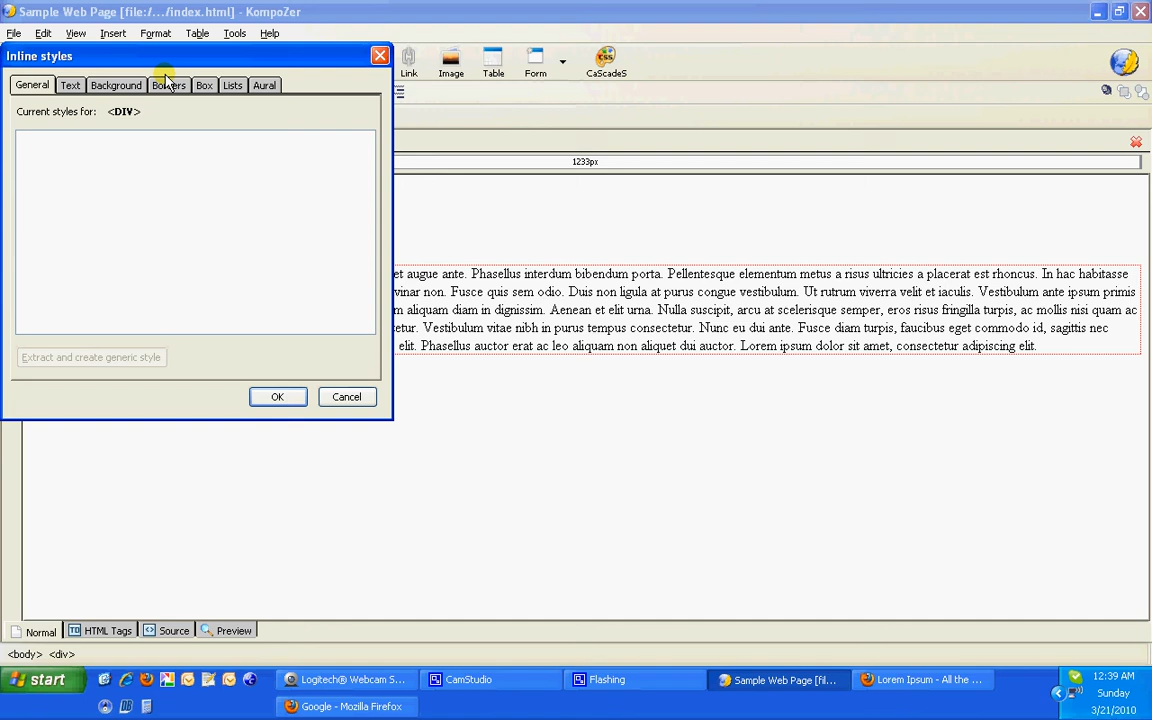 Sample Web Page [file:/.../index.html] - KompoZer
File Edit View Insert Format Table Tools Help
Inline styles
Link Image Table Form CaScadeS
General Text Background Borders Box Lists Aural
Current styles for: <DIV>
1233px
et augue ante. Phasellus interdum bibendum porta. Pellentesque elementum metus a risus ultricies a placerat est rhoncus. In hac habitasse
vinar non. Fusce quis sem odio. Duis non ligula at purus congue vestibulum. Ut rutrum viverra velit et iaculis. Vestibulum ante ipsum primis
m aliquam diam in dignissim. Aenean et elit urna. Nulla suscipit, arcu at scelerisque semper, eros risus fringilla turpis, ac mollis nisi quam ac
etur. Vestibulum vitae nibh in purus tempus consectetur. Nunc eu dui ante. Fusce diam turpis, faucibus eget commodo id, sagittis nec
elit. Phasellus auctor erat ac leo aliquam non aliquet dui auctor. Lorem ipsum dolor sit amet, consectetur adipiscing elit.
Extract and create generic style
OK Cancel
Normal HTML Tags Source Preview
<body> <div>
start Logitech® Webcam S... CamStudio Flashing Sample Web Page [fil... Lorem Ipsum - All the ... 12:39 AM
Sunday
Google - Mozilla Firefox 3/21/2010